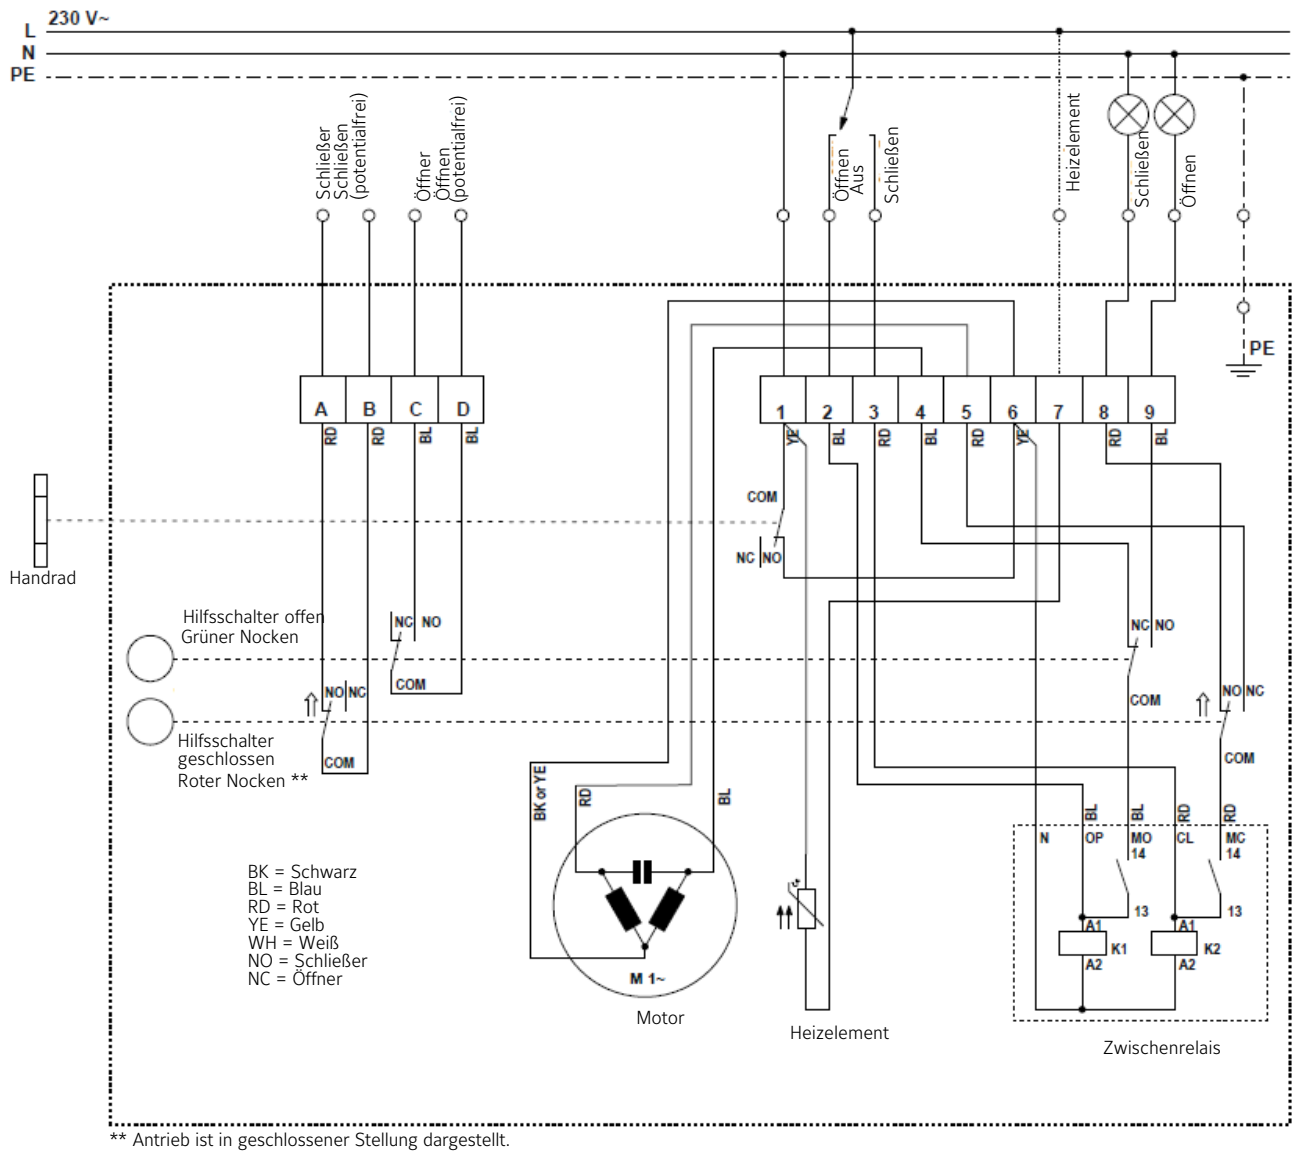 230 V~
L
N
PE
Schließer
Schließen
(potentialfrei)
Öffner
Öffnen
(potentialfrei)
Öffnen
Aus
Schließen
Heizelement
Schließen
Öffnen
PE
A
B
C
D
1
2
3
4
5
6
7
8
9
RD
RD
BL
BL
YE
BL
RD
BL
RD
YE
RD
BL
COM
NC
NO
Handrad
Hilfsschalter offen
Grüner Nocken
NC
NO
COM
NC
NO
COM
NO
NC
COM
NO
NC
COM
Hilfsschalter
geschlossen
Roter Nocken **
BK or YE
RD
BL
BL
BL
RD
RD
N
OP
MO
CL
MC
14
14
13
13
A1
A1
K1
K2
A2
A2
BK = Schwarz
BL = Blau
RD = Rot
YE = Gelb
WH = Weiß
NO = Schließer
NC = Öffner
M 1~
Motor
Heizelement
Zwischenrelais
** Antrieb ist in geschlossener Stellung dargestellt.